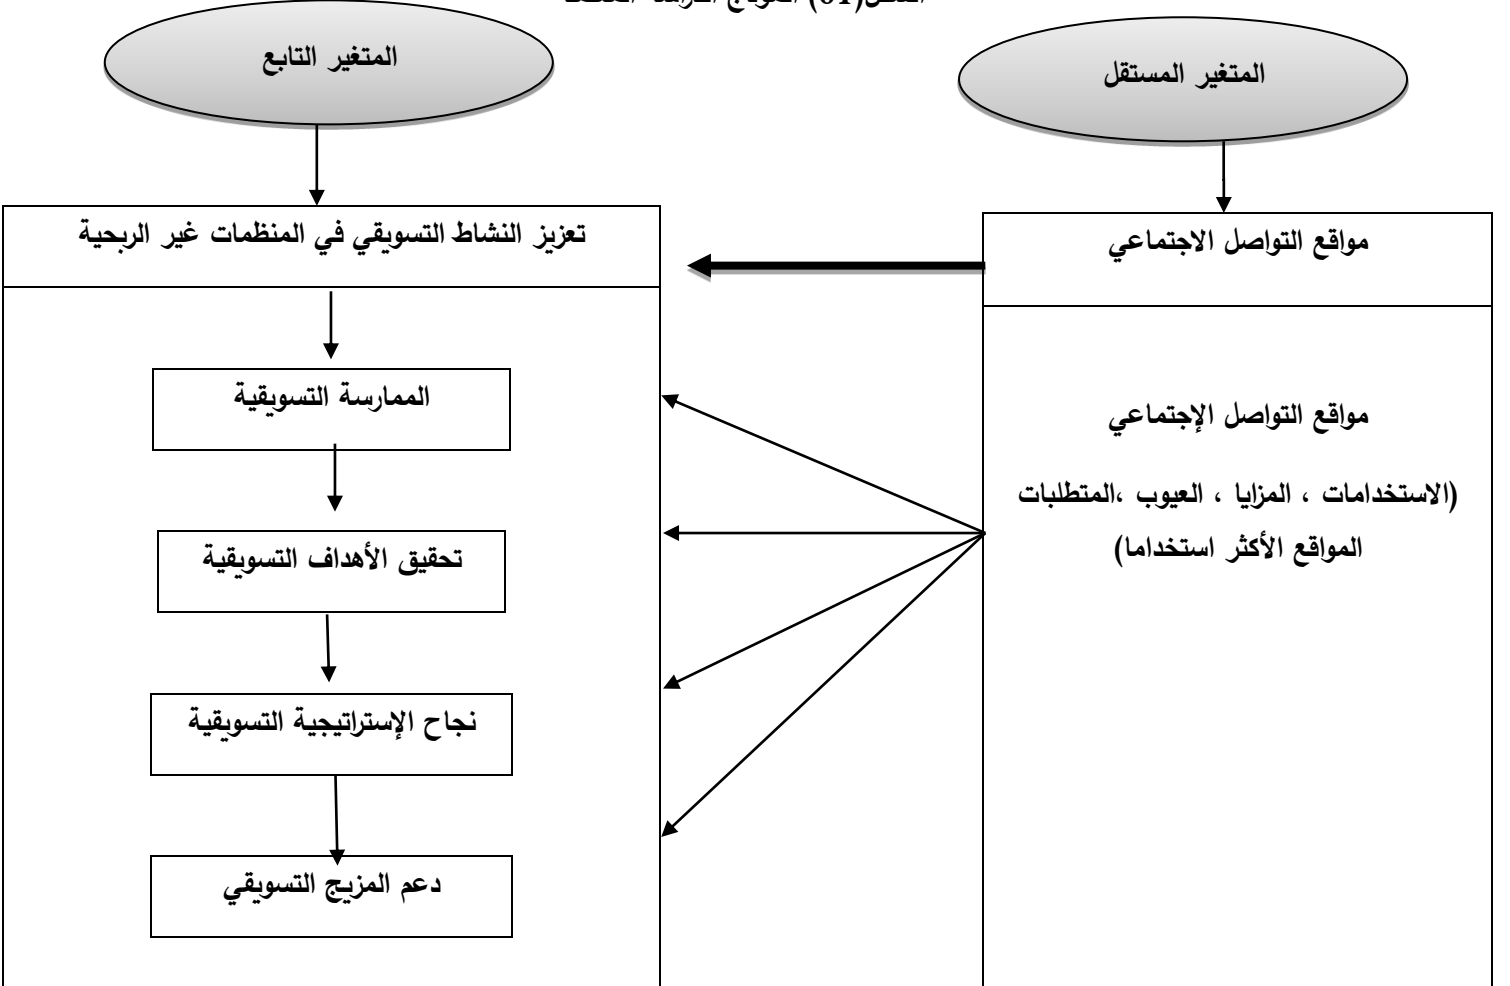 المتغير المستقل
المتغير التابع
مواقع التواصل الاجتماعي
مواقع التواصل الإجتماعي
(الاستخدامات ، المزايا ، العيوب ،المتطلبات
المواقع الأكثر استخداما)
تعزيز النشاط التسويقي في المنظمات غير الربحية
الممارسة التسويقية
تحقيق الأهداف التسويقية
نجاح الإستراتيجية التسويقية
دعم المزيج التسويقي